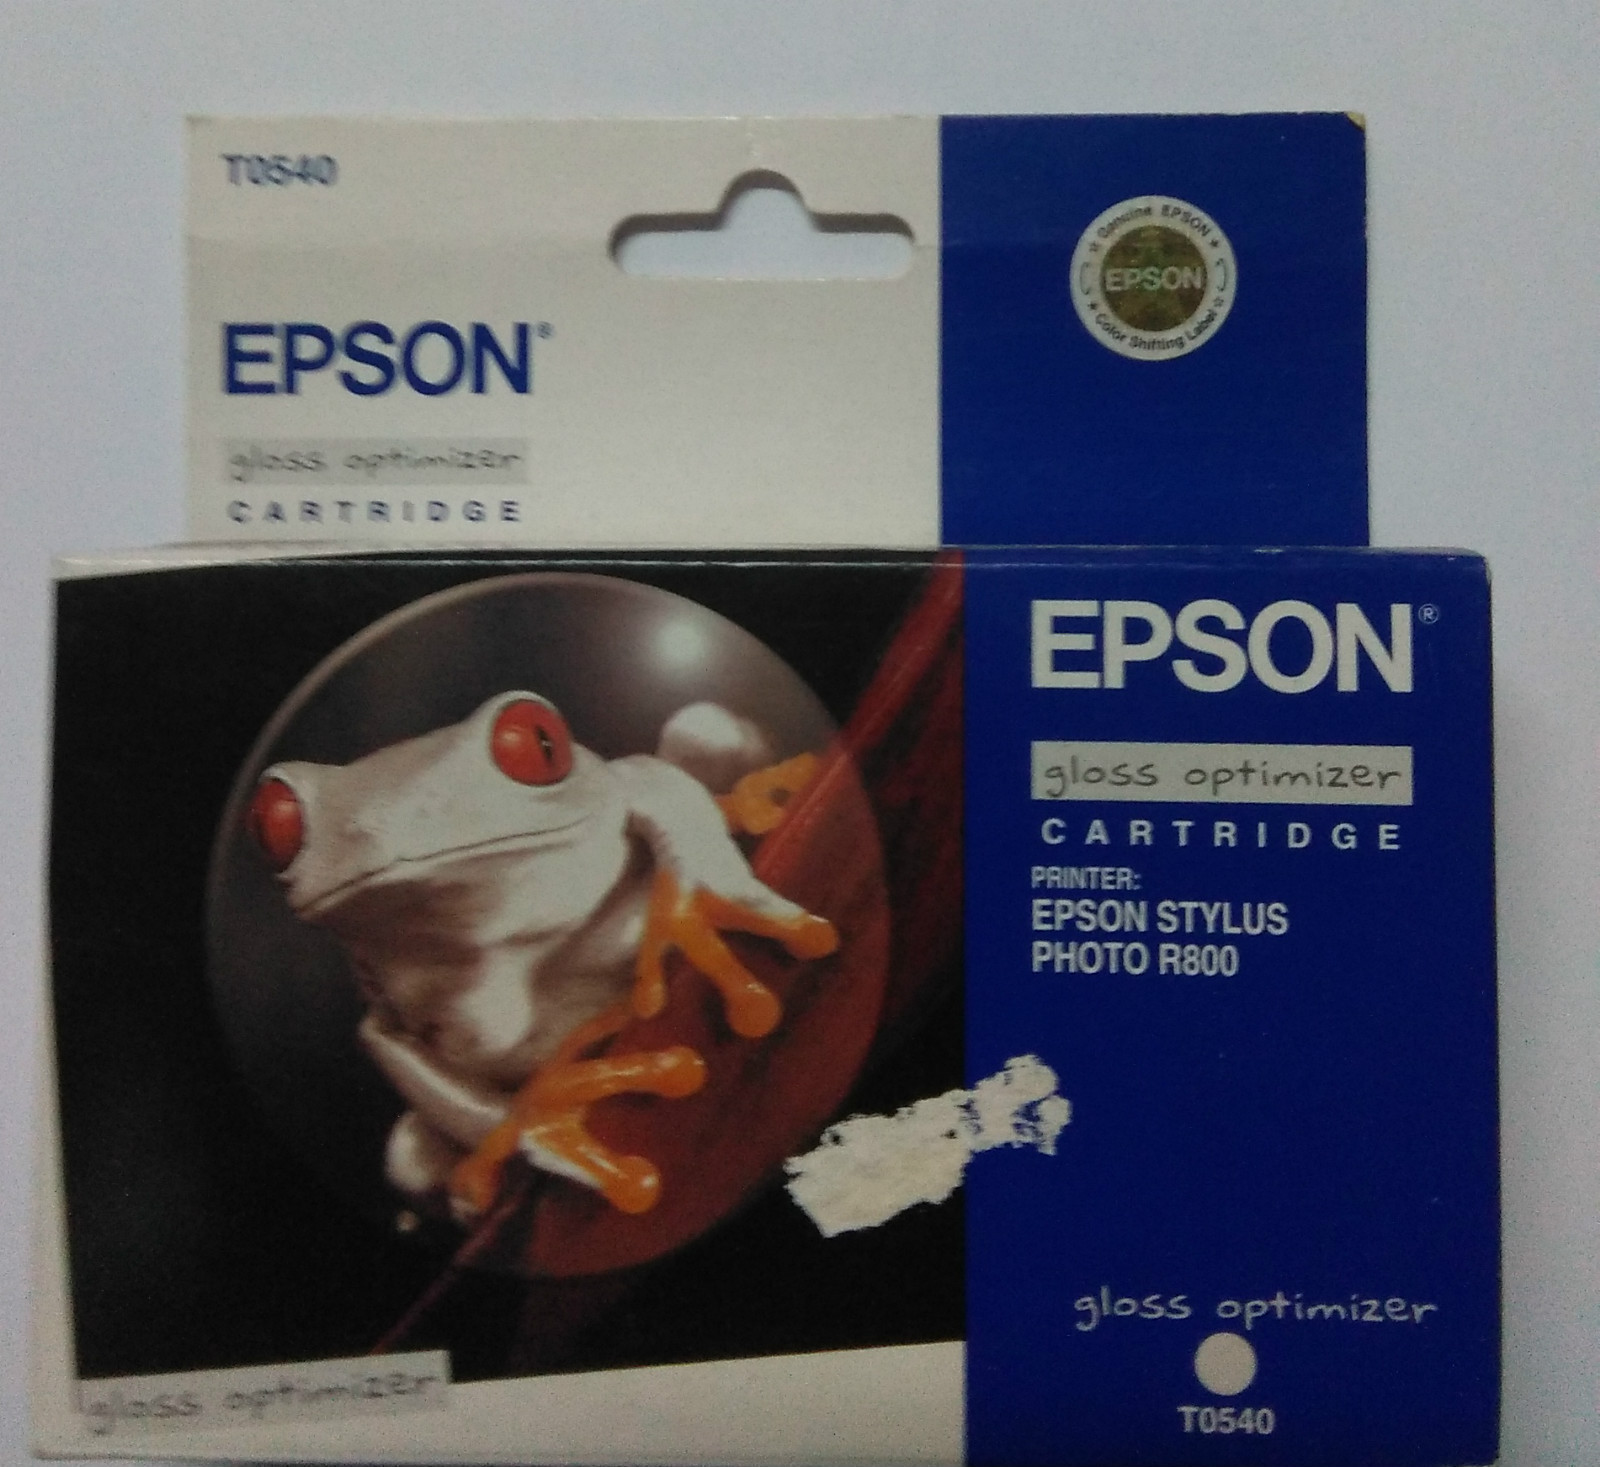 T0540
Genuine EPSON
EPSON
Color Shifting Label
EPSON®
gloss optimizer
CARTRIDGE
EPSON®
gloss optimizer
CARTRIDGE
PRINTER:
EPSON STYLUS
PHOTO R800
gloss optimizer
T0540
gloss optimizer